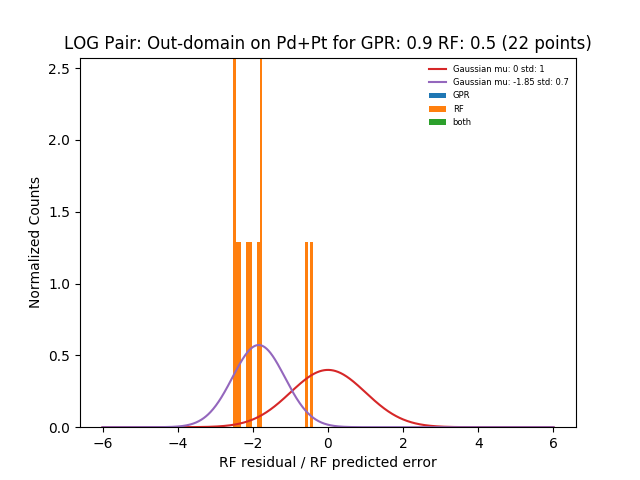 LOG Pair: Out-domain on Pd+Pt for GPR: 0.9 RF: 0.5 (22 points)
Gaussian mu: 0 std: 1
Gaussian mu: -1.85 std: 0.7
GPR
RF
both
Normalized Counts
2.5
2.0
1.5
1.0
0.5
0.0
−6 −4 −2 0 2 4 6
RF residual / RF predicted error